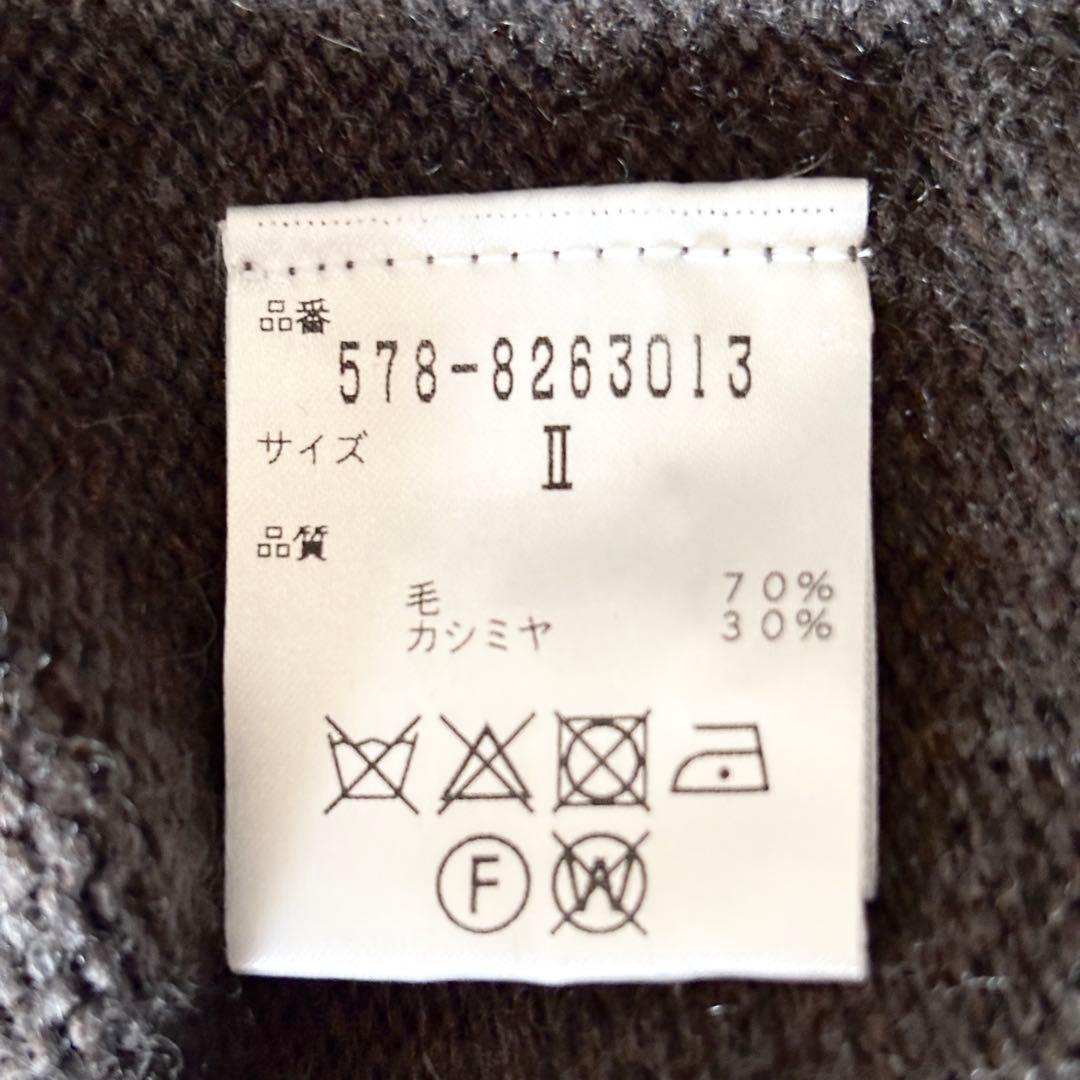 品番
578-8263013
サイズ Ⅱ
品質
毛 70%
カシミヤ 30%
F W